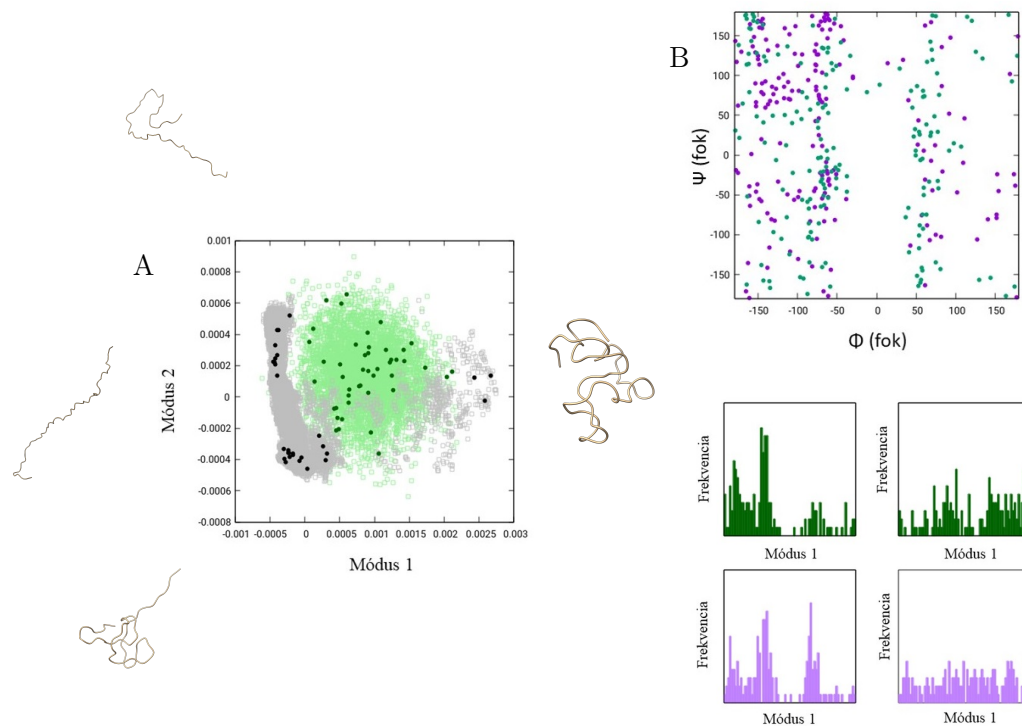 A
0.001
0.0008
0.0006
0.0004
0.0002
0
-0.0002
-0.0004
-0.0006
-0.0008
Módus 2
-0.001 -0.0005 0 0.0005 0.001 0.0015 0.002 0.0025 0.003
Módus 1
B
150
100
50
0
-50
-100
-150
Ψ (fok)
-150 -100 -50 0 50 100 150
Φ (fok)
Frekvencia
Módus 1
Frekvencia
Módus 1
Frekvencia
Módus 1
Frekvencia
Módus 1